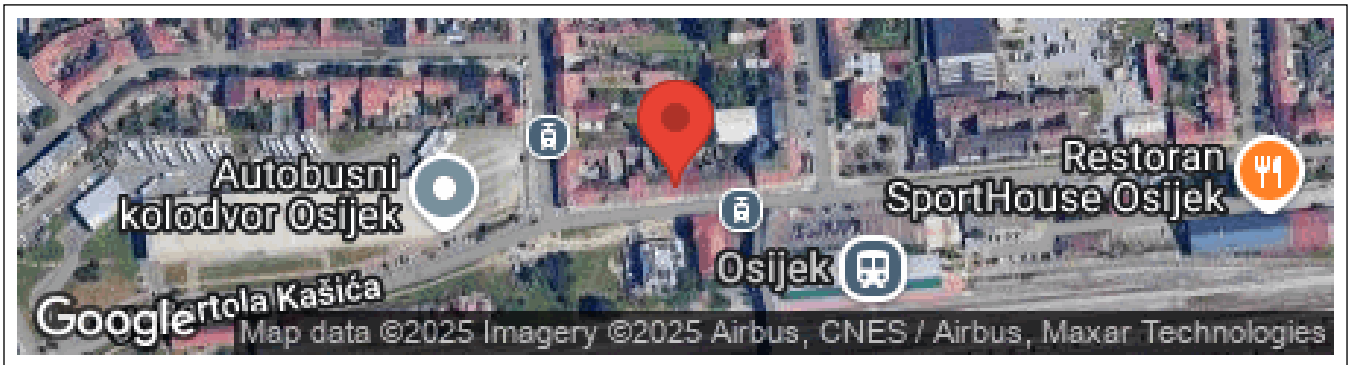 Autobusni
kolodvor Osijek
Restoran
SportHouse Osijek
Osijek
Google
rtola Kašića
Map data ©2025 Imagery ©2025 Airbus, CNES / Airbus, Maxar Technologies